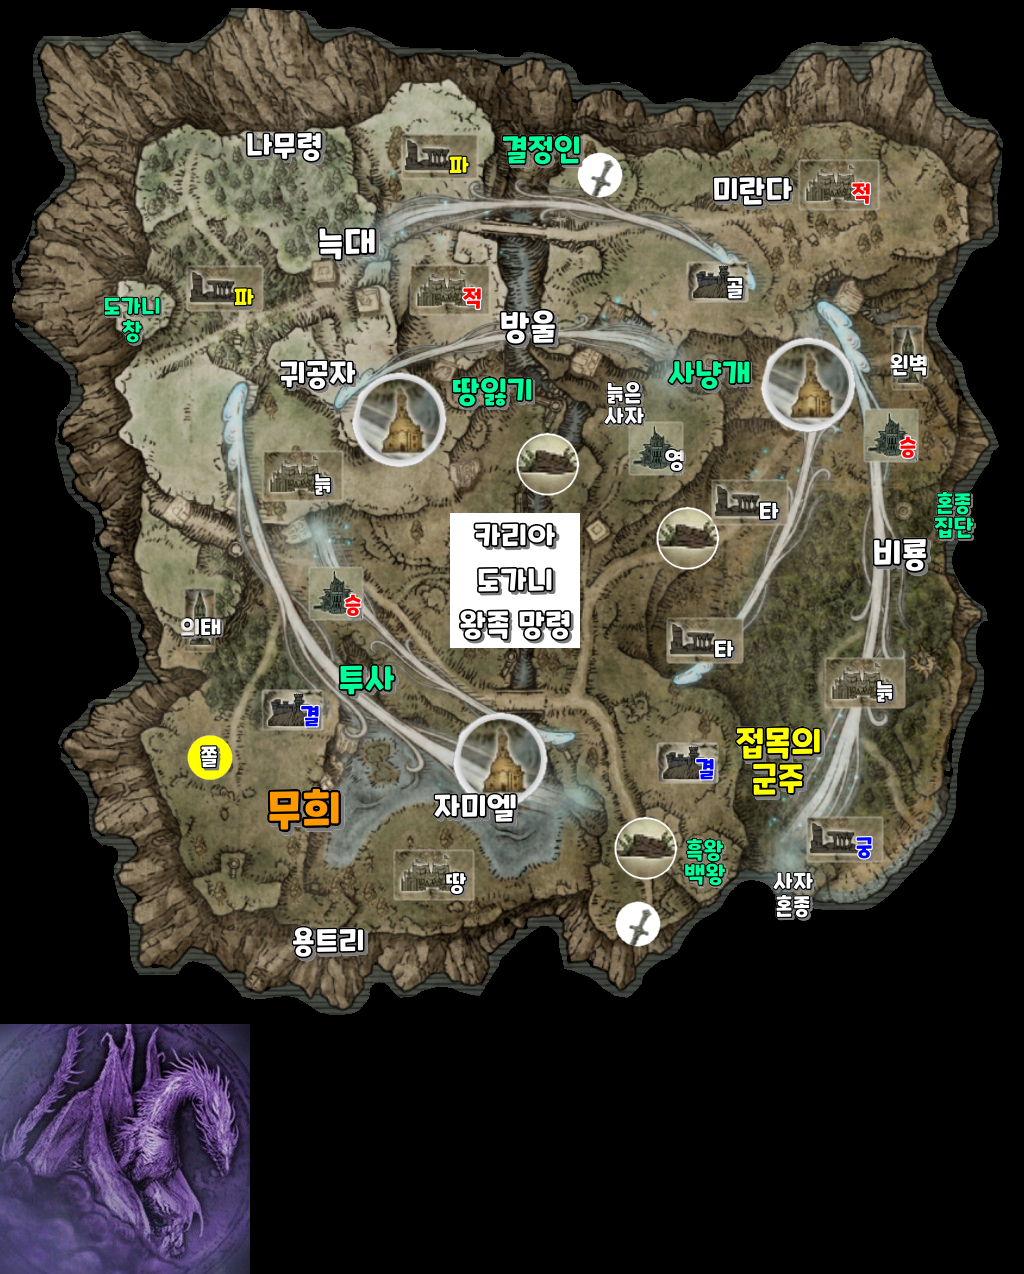 나무령
파
결정인
미란다
적
늑대
파
적
골
도가니
창
방울
귀공자
땅잃기
사냥개
왼벽
늙은
사자
승
늙
영
타
혼종
집단
카리아
도가니
왕족 망령
비룡
승
의태
타
투사
늙
결
쫄
접목의
군주
결
무희
자미엘
궁
흑왕
백왕
땅
사자
혼종
용트리